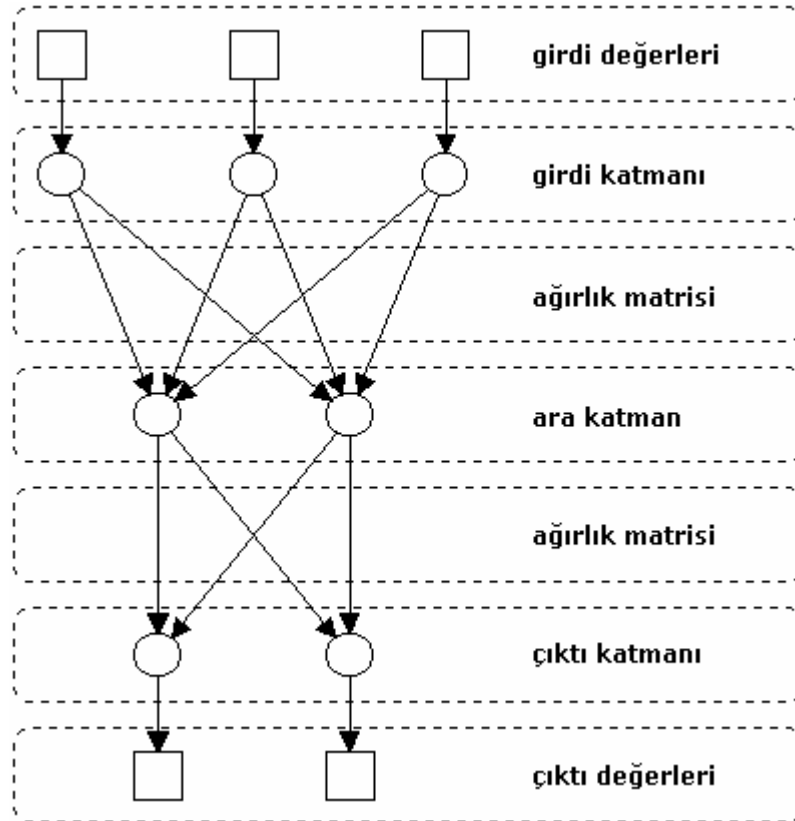 girdi değerleri
girdi katmanı
ağırlık matrisi
ara katman
ağırlık matrisi
çıktı katmanı
çıktı değerleri